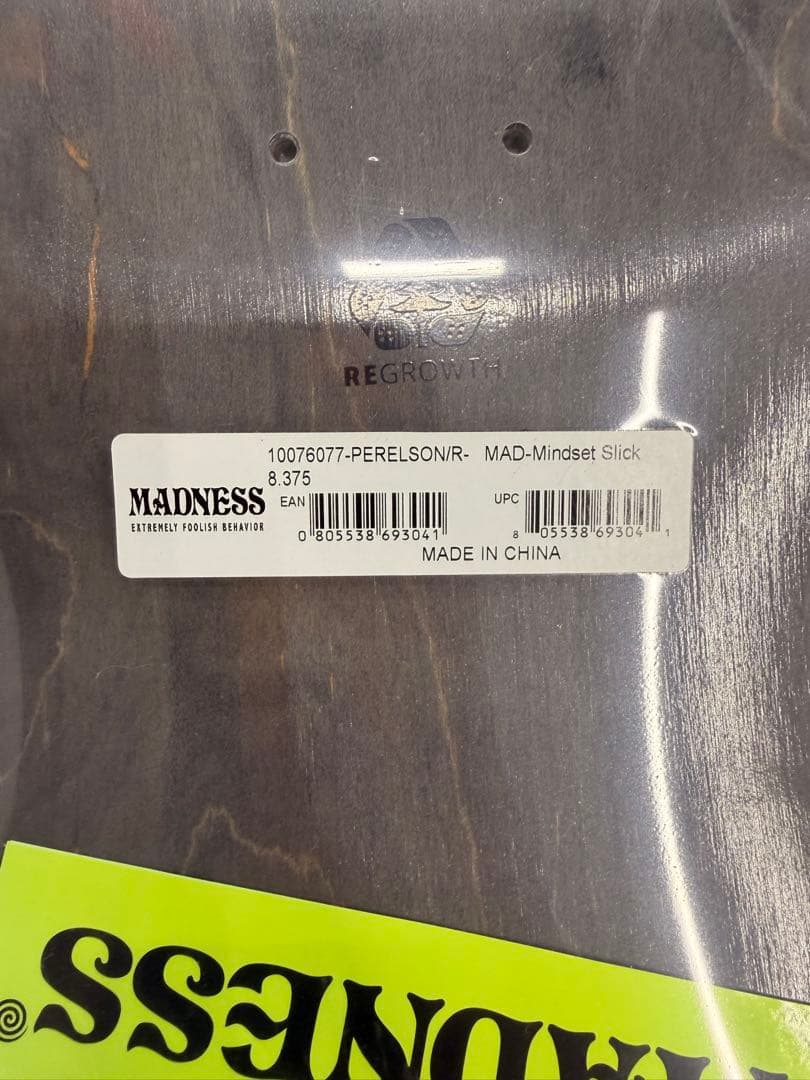 REGROWTH
10076077-PERELSON/R- MAD-Mindset Slick
8.375
MADNESS
EXTREMELY FOOLISH BEHAVIOR
EAN
0 805538 693041
UPC
8 05538 69304 1
MADE IN CHINA
MADNESS